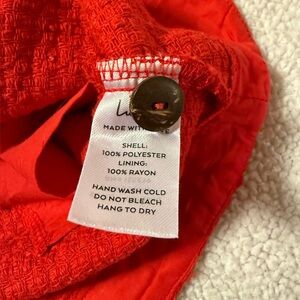 MADE WITH
SHELL:
100% POLYESTER
LINING:
100% RAYON
HAND WASH COLD
DO NOT BLEACH
HANG TO DRY